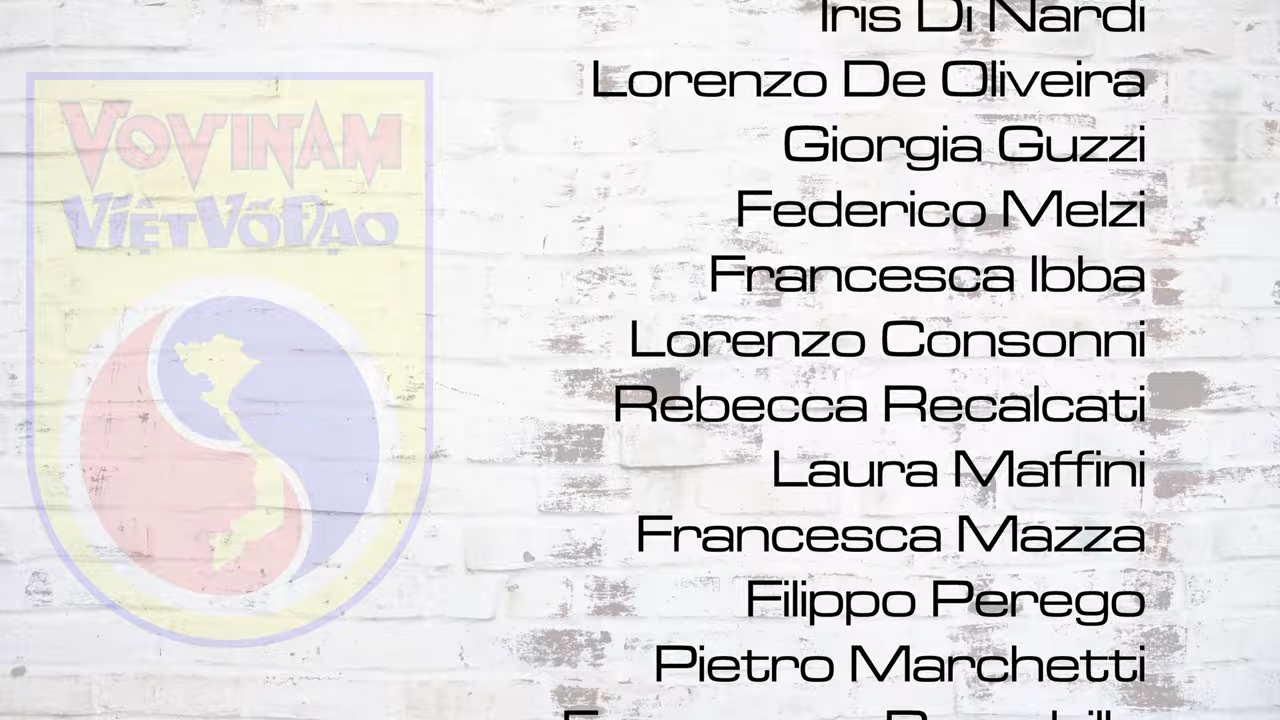 VOVINAM
VIỆT VÕ ĐẠO
Iris Di Nardi
Lorenzo De Oliveira
Giorgia Guzzi
Federico Melzi
Francesca Ibba
Lorenzo Consonni
Rebecca Recalcati
Laura Maffini
Francesca Mazza
Filippo Perego
Pietro Marchetti